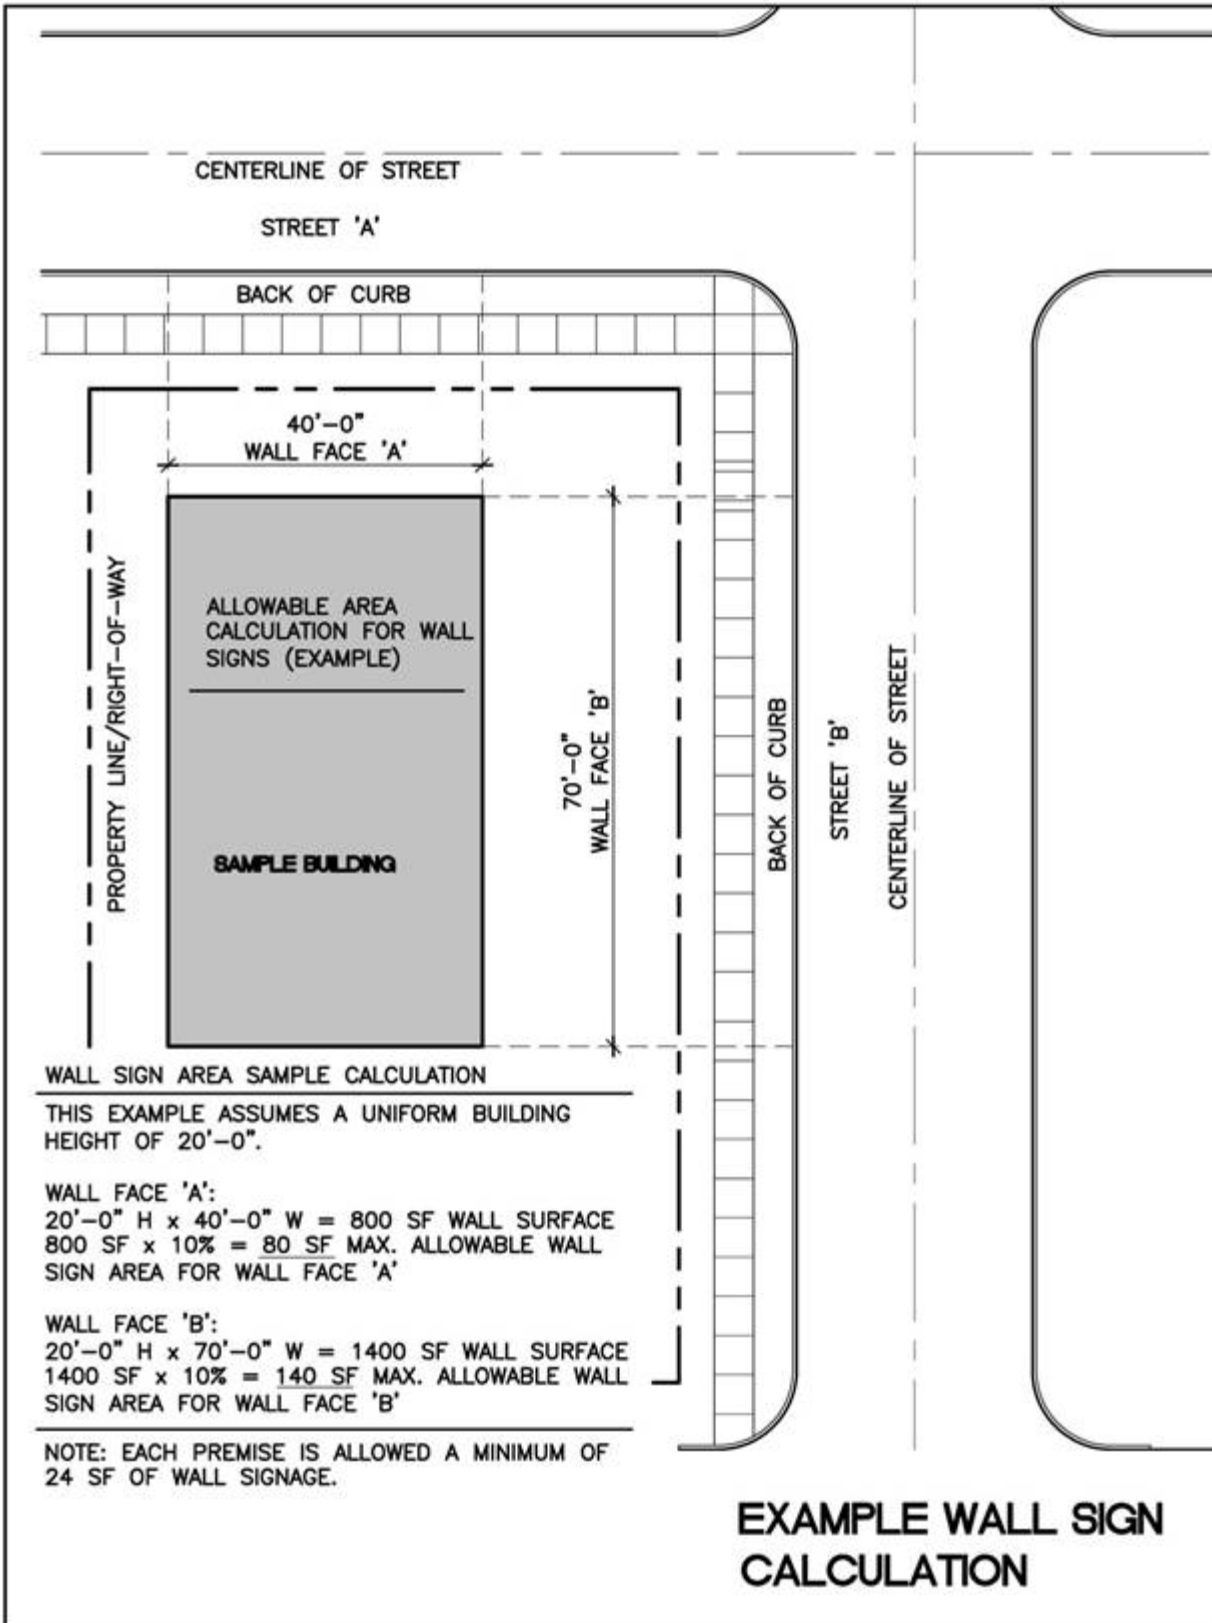 CENTERLINE OF STREET
STREET 'A'
BACK OF CURB
40'-0"
WALL FACE 'A'
PROPERTY LINE/RIGHT-OF-WAY
ALLOWABLE AREA
CALCULATION FOR WALL
SIGNS (EXAMPLE)
SAMPLE BUILDING
70'-0"
WALL FACE 'B'
BACK OF CURB
STREET 'B'
CENTERLINE OF STREET
WALL SIGN AREA SAMPLE CALCULATION
THIS EXAMPLE ASSUMES A UNIFORM BUILDING
HEIGHT OF 20'-0".
WALL FACE 'A':
20'-0" H x 40'-0" W = 800 SF WALL SURFACE
800 SF x 10% = 80 SF MAX. ALLOWABLE WALL
SIGN AREA FOR WALL FACE 'A'
WALL FACE 'B':
20'-0" H x 70'-0" W = 1400 SF WALL SURFACE
1400 SF x 10% = 140 SF MAX. ALLOWABLE WALL
SIGN AREA FOR WALL FACE 'B'
NOTE: EACH PREMISE IS ALLOWED A MINIMUM OF
24 SF OF WALL SIGNAGE.
EXAMPLE WALL SIGN
CALCULATION